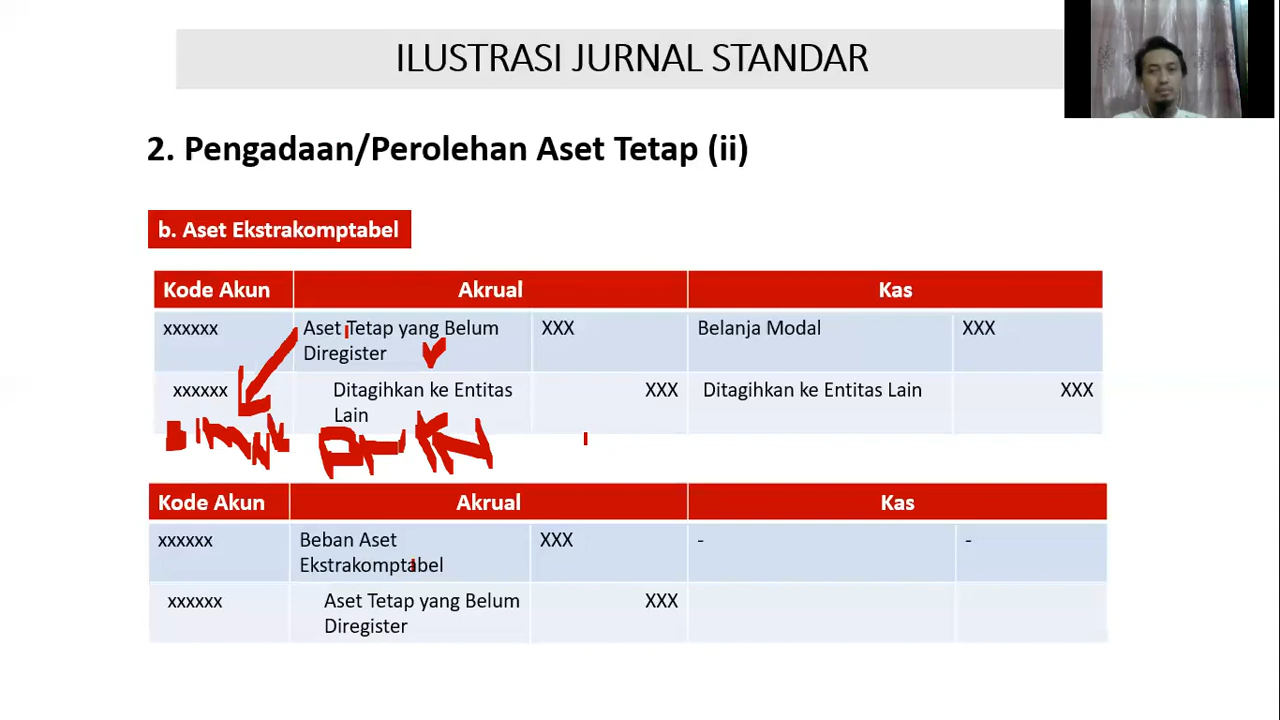 ILUSTRASI JURNAL STANDAR
2. Pengadaan/Perolehan Aset Tetap (ii)
b. Aset Ekstrakomptabel
Kode Akun Akrual Kas
xxxxxx Aset Tetap yang Belum XXX Belanja Modal XXX
Diregister
xxxxxx Ditagihkan ke Entitas XXX Ditagihkan ke Entitas Lain XXX
Lain
Kode Akun Akrual Kas
xxxxxx Beban Aset XXX - -
Ekstrakomptabel
xxxxxx Aset Tetap yang Belum XXX
Diregister